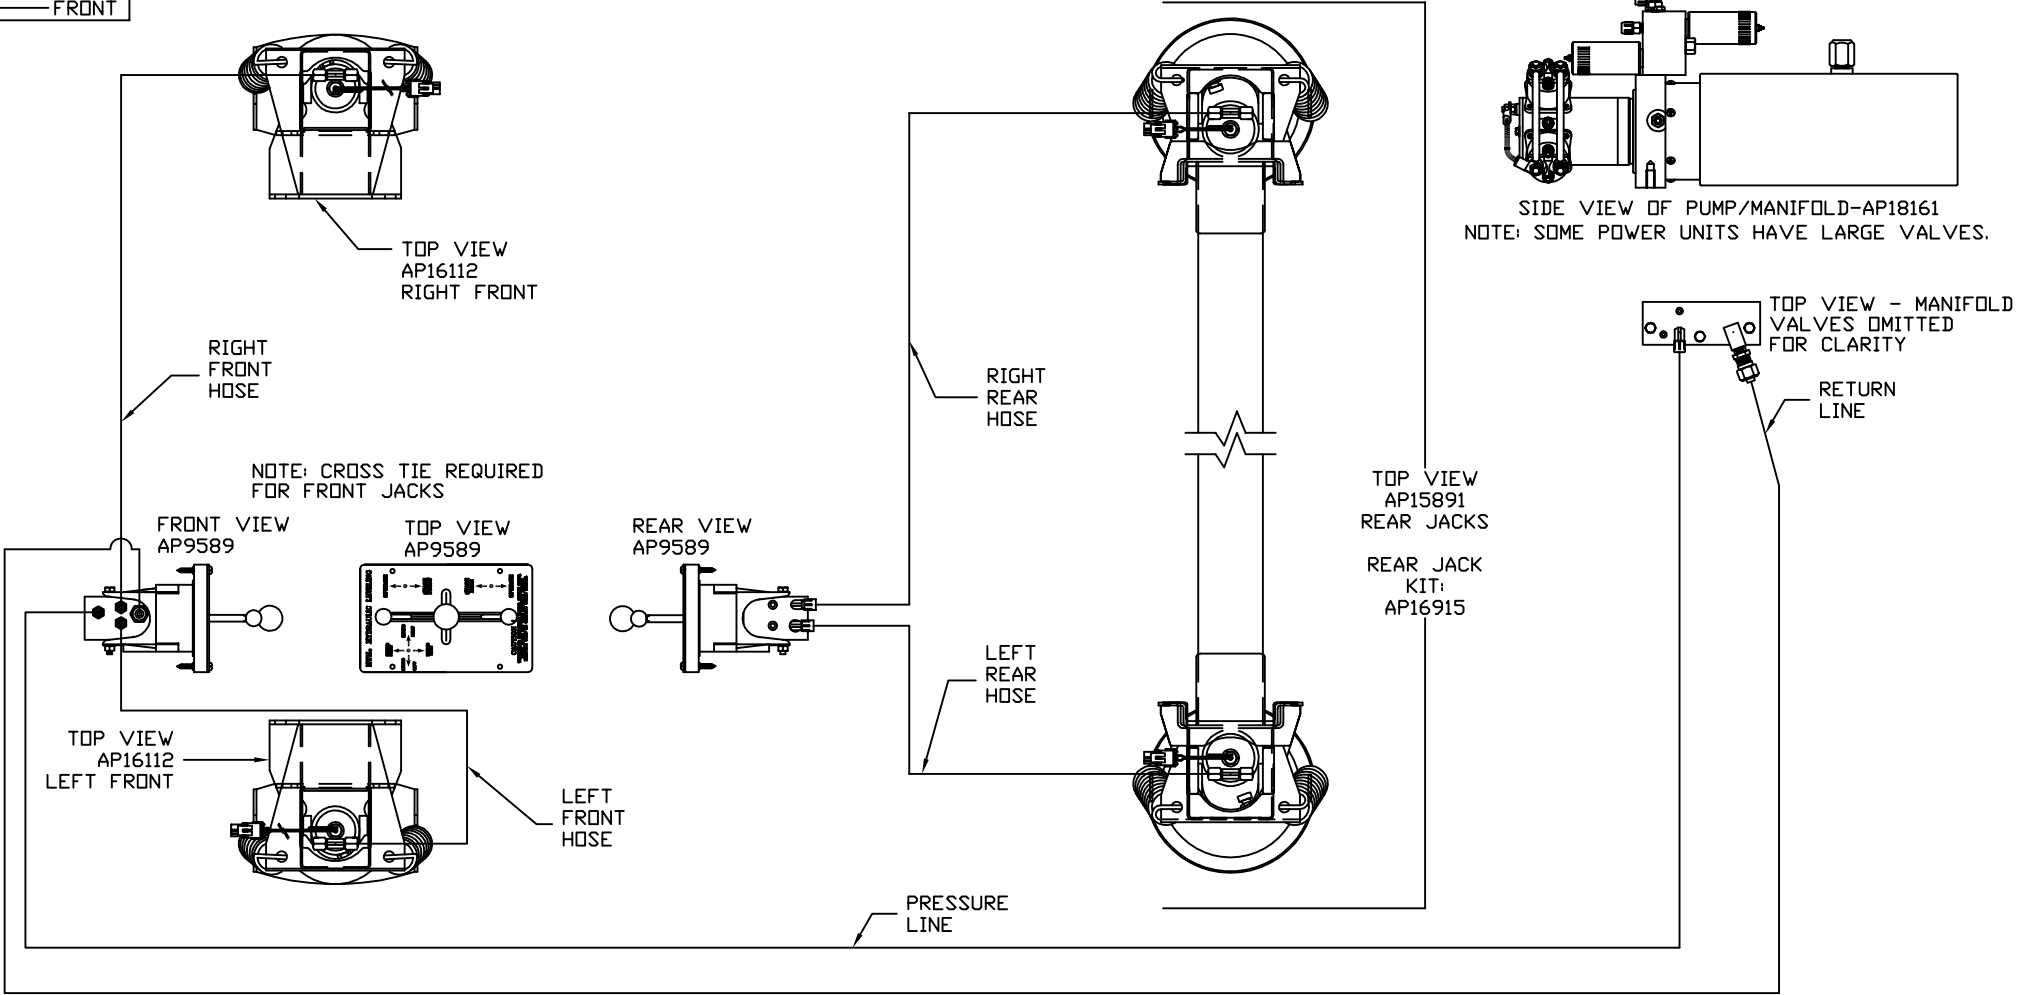 FRONT
TOP VIEW
AP16112
RIGHT FRONT
SIDE VIEW OF PUMP/MANIFOLD-AP18161
NOTE: SOME POWER UNITS HAVE LARGE VALVES.
TOP VIEW - MANIFOLD
VALVES OMITTED
FOR CLARITY
RETURN
LINE
RIGHT
FRONT
HOSE
RIGHT
REAR
HOSE
NOTE: CROSS TIE REQUIRED
FOR FRONT JACKS
FRONT VIEW
AP9589
TOP VIEW
AP9589
REAR VIEW
AP9589
TOP VIEW
AP15891
REAR JACKS
REAR JACK
KIT:
AP16915
LEFT
REAR
HOSE
TOP VIEW
AP16112
LEFT FRONT
LEFT
FRONT
HOSE
PRESSURE
LINE